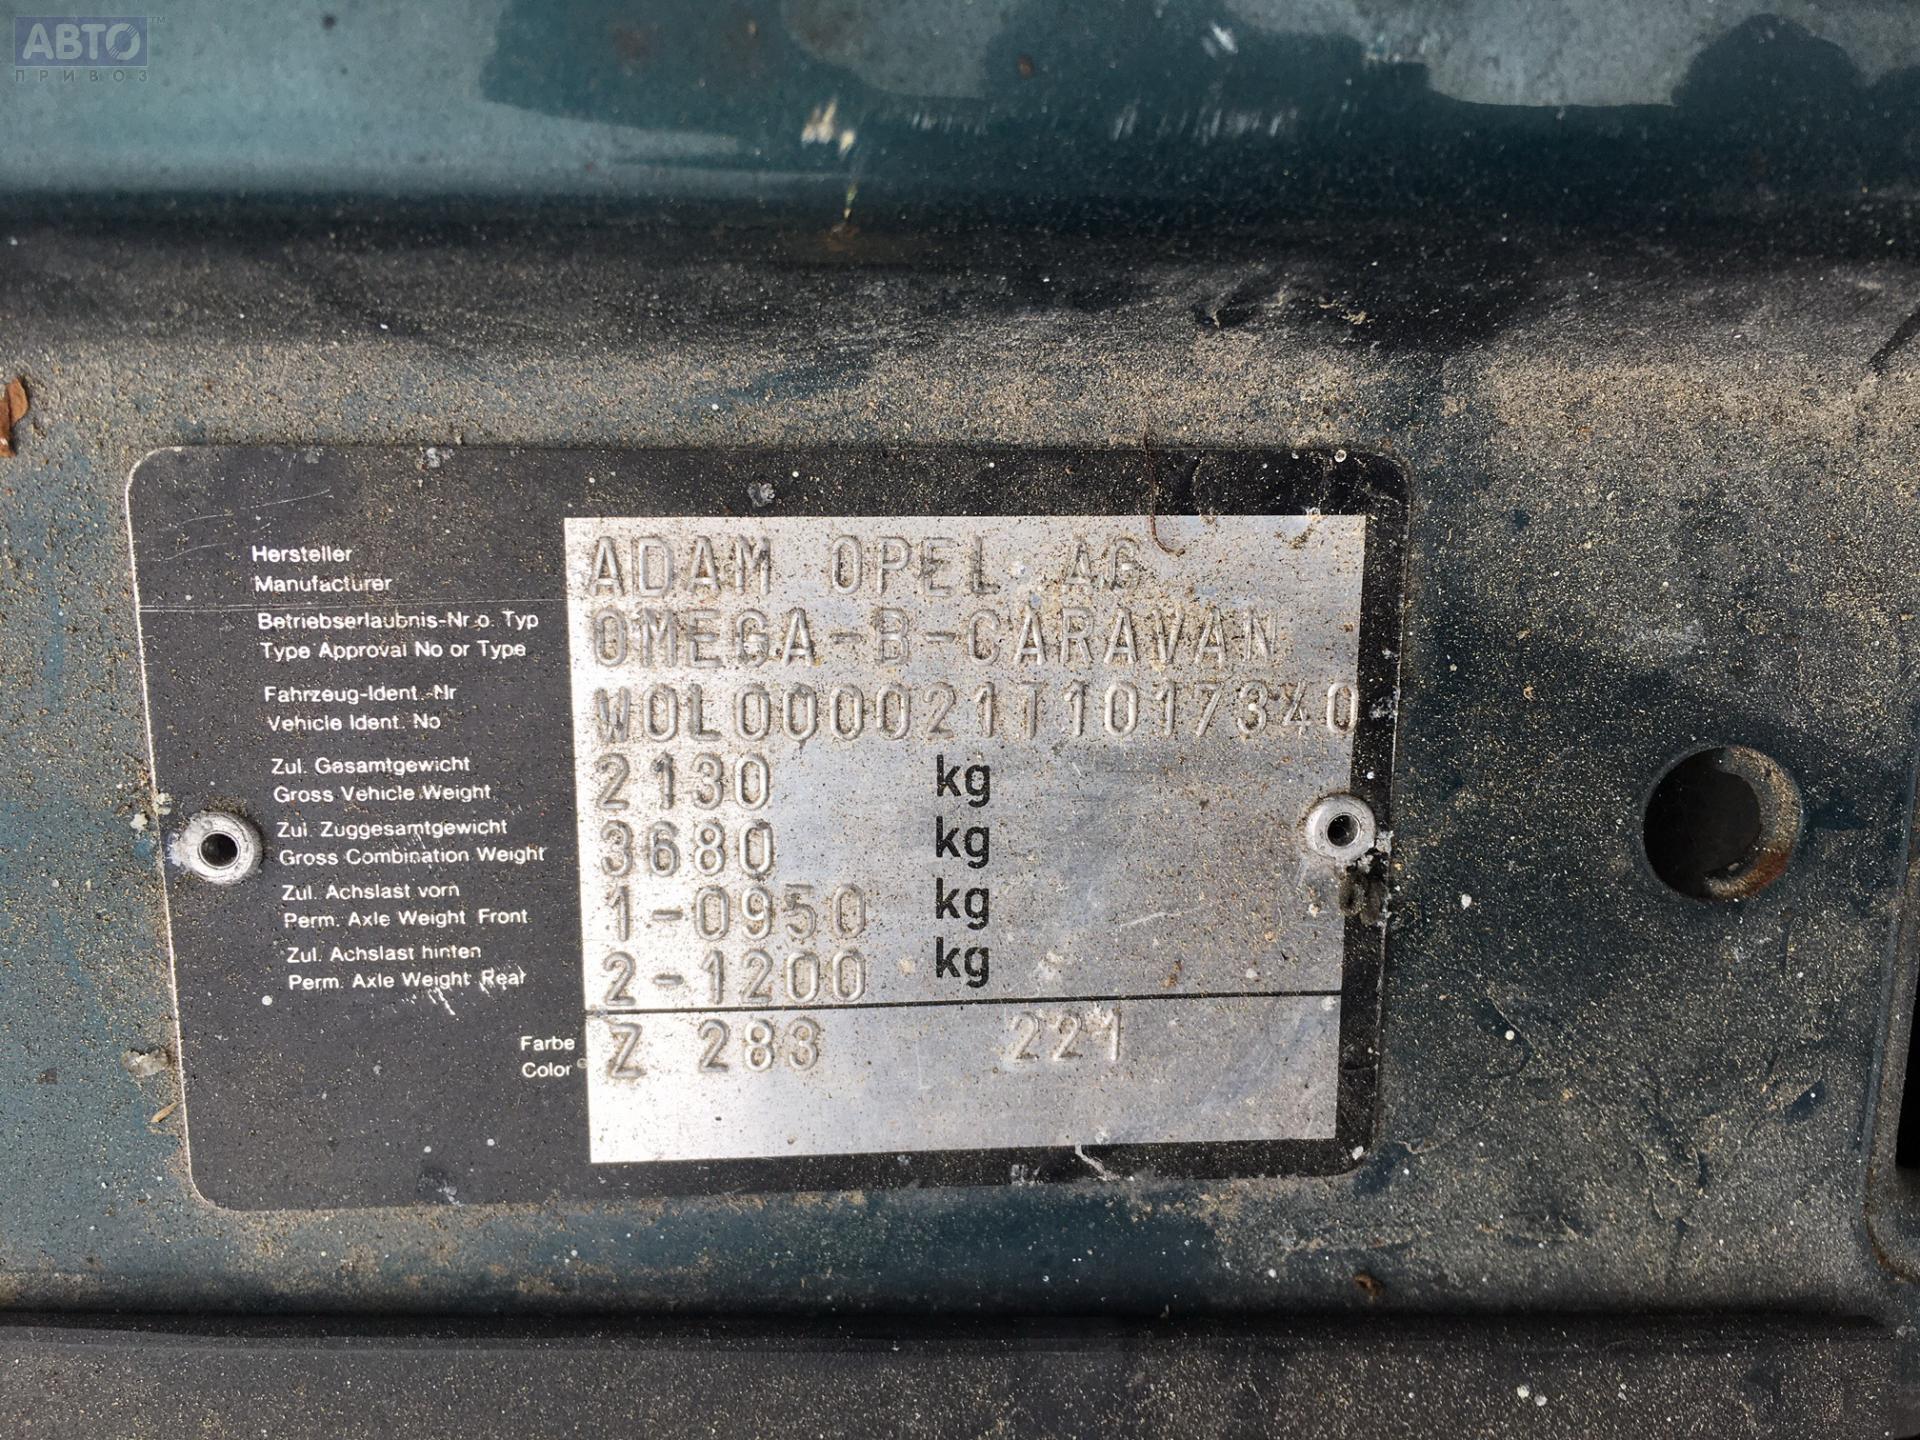 АВТО
ПРИВОЗ
Hersteller
Manufacturer
ADAM OPEL AG
Betriebserlaubnis-Nr o. Typ
Type Approval No or Type
OMEGA-B-CARAVAN
Fahrzeug-Ident.-Nr
Vehicle Ident. No
W0L000021T1017340
Zul. Gesamtgewicht
Gross Vehicle Weight
2130 kg
Zul. Zuggesamtgewicht
Gross Combination Weight
3680 kg
Zul. Achslast vorn
Perm. Axle Weight Front
1-0950 kg
Zul. Achslast hinten
Perm. Axle Weight Rear
2-1200 kg
Farbe
Color
Z 283 221